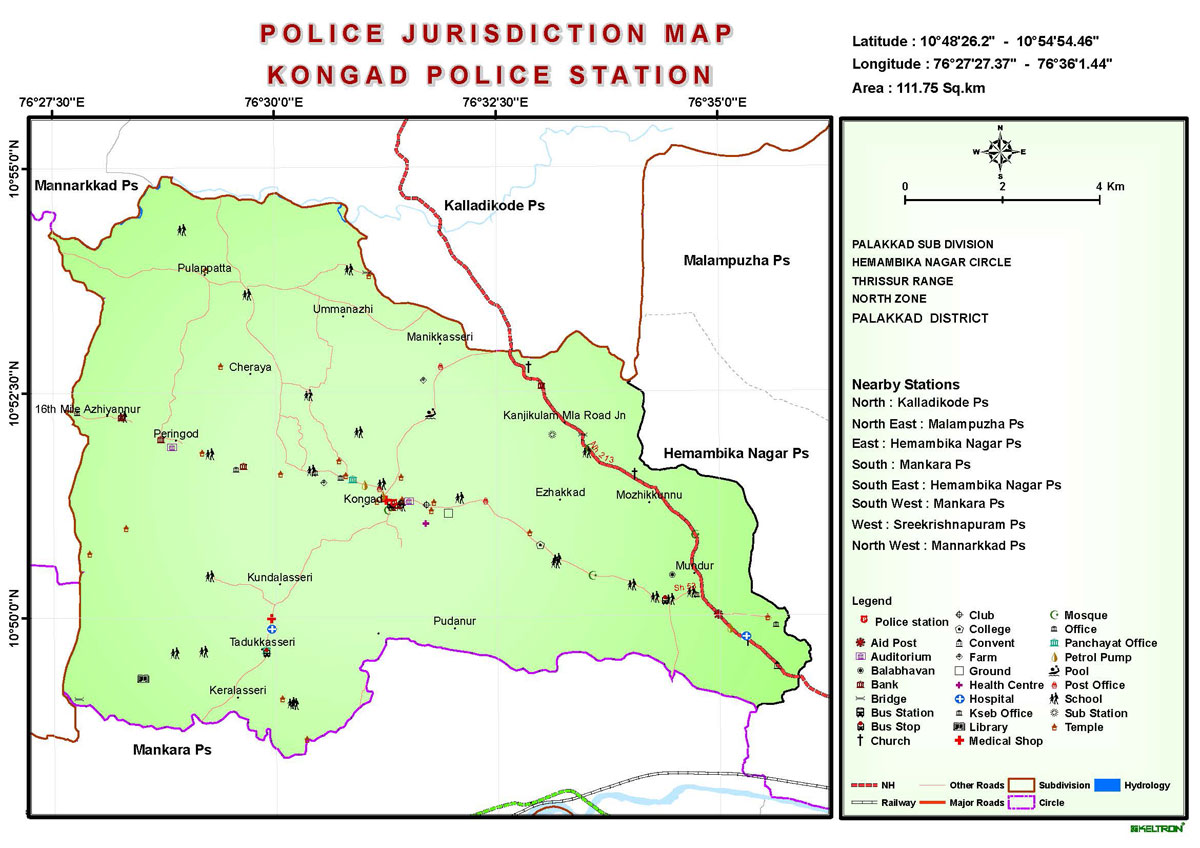 POLICE JURISDICTION MAP
KONGAD POLICE STATION
Latitude : 10°48'26.2" - 10°54'54.46"
Longitude : 76°27'27.37" - 76°36'1.44"
Area : 111.75 Sq.km
76°27'30"E
76°30'0"E
76°32'30"E
76°35'0"E
10°55'0"N
10°52'30"N
10°50'0"N
Mannarkkad Ps
Kalladikode Ps
Malampuzha Ps
Pulappatta
Ummanazhi
Manikkasseri
Cheraya
16th Mile Azhiyannur
Kanjikulam Mla Road Jn
Peringod
Nh 213
Hemambika Nagar Ps
Ezhakkad
Mozhikkunnu
Kongad
Mundur
Kundalasseri
Sh 53
Pudanur
Tadukkasseri
Keralasseri
Mankara Ps
N
W
E
S
0 2 4 Km
PALAKKAD SUB DIVISION
HEMAMBIKA NAGAR CIRCLE
THRISSUR RANGE
NORTH ZONE
PALAKKAD DISTRICT
Nearby Stations
North : Kalladikode Ps
North East : Malampuzha Ps
East : Hemambika Nagar Ps
South : Mankara Ps
South East : Hemambika Nagar Ps
South West : Mankara Ps
West : Sreekrishnapuram Ps
North West : Mannarkkad Ps
Legend
Police station
Aid Post
Auditorium
Balabhavan
Bank
Bridge
Bus Station
Bus Stop
Church
Club
College
Convent
Farm
Ground
Health Centre
Hospital
Kseb Office
Library
Medical Shop
Mosque
Office
Panchayat Office
Petrol Pump
Pool
Post Office
School
Sub Station
Temple
NH
Other Roads
Subdivision
Hydrology
Railway
Major Roads
Circle
KELTRON